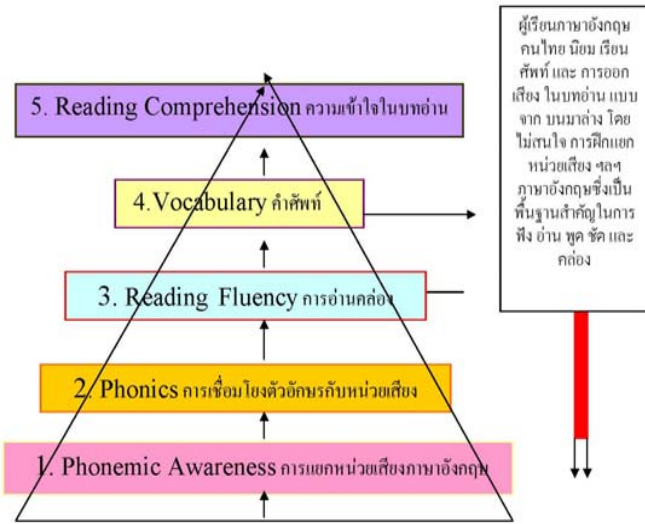 5. Reading Comprehension ความเข้าใจในบทอ่าน
4.Vocabulary คำศัพท์
3. Reading Fluency การอ่านคล่อง
2. Phonics การเชื่อมโยงตัวอักษรกับหน่วยเสียง
1. Phonemic Awareness การแยกหน่วยเสียงภาษาอังกฤษ
ผู้เรียนภาษาอังกฤษ
คนไทย นิยม เรียน
ศัพท์ และ การออก
เสียง ในบทอ่าน แบบ
จาก บนมาล่าง โดย
ไม่สนใจ การฝึกแยก
หน่วยเสียง ฯลฯ
ภาษาอังกฤษซึ่งเป็น
พื้นฐานสำคัญในการ
ฟัง อ่าน พูด ชัด และ
คล่อง